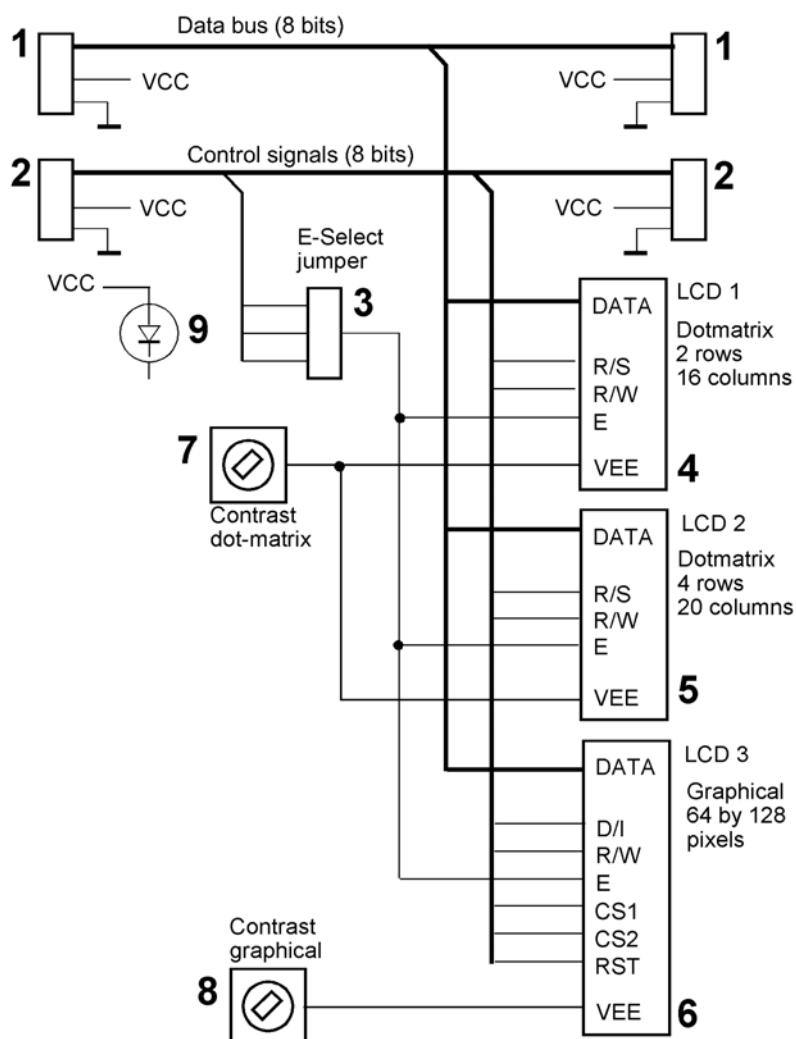 Data bus (8 bits)
1
1
VCC
VCC
Control signals (8 bits)
2
2
VCC
VCC
E-Select
jumper
3
VCC
9
LCD 1
DATA
Dotmatrix
2 rows
16 columns
R/S
R/W
E
VEE
4
7
Contrast
dot-matrix
LCD 2
DATA
Dotmatrix
4 rows
20 columns
R/S
R/W
E
VEE
5
LCD 3
DATA
Graphical
64 by 128
pixels
D/I
R/W
E
CS1
CS2
RST
VEE
6
Contrast
graphical
8